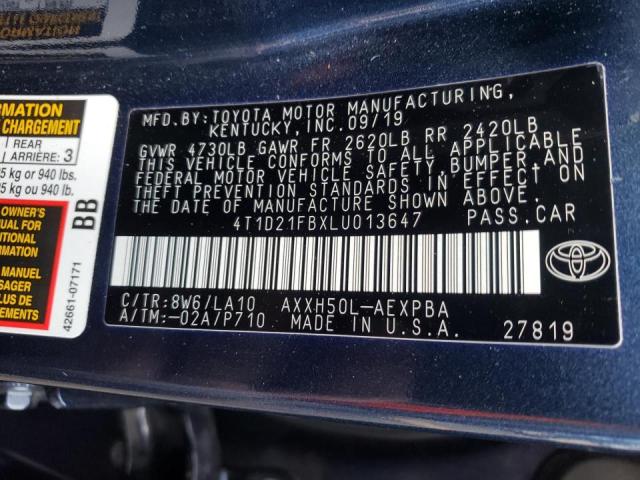 MFD.BY: TOYOTA MOTOR MANUFACTURING,
KENTUCKY, INC. 09/19
GVWR 4730LB GAWR FR 2620LB RR 2420LB
THIS VEHICLE CONFORMS TO ALL APPLICABLE
FEDERAL MOTOR VEHICLE SAFETY, BUMPER, AND
THEFT PREVENTION STANDARDS IN EFFECT ON
THE DATE OF MANUFACTURE SHOWN ABOVE.
4T1D21FBXLU013647 PASS.CAR
C/TR: 8W6/LA10 AXXH50L-AEXPBA
A/TM: -02A/P710 MADE IN U.S.A.
27819
TOYOTA
RMATION
CHARGEMENT
REAR
ARRIÈRE 3
5 kg or 940 lbs.
5 kg ou 940 lb.
BB
OWNER'S
NUAL FOR
ITIONAL
RMATION
MANUEL
SAGER
PLUS DE
42661-07171